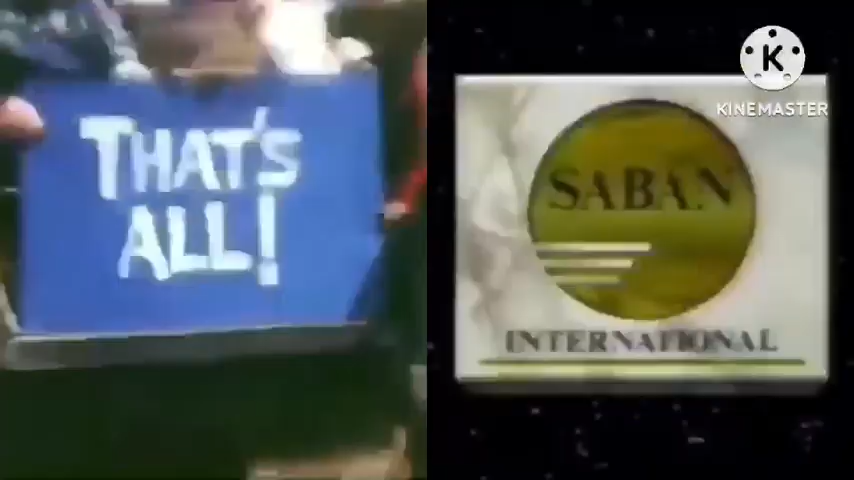 THAT'S
ALL!
SABAN
INTERNATIONAL
K
KINEMASTER